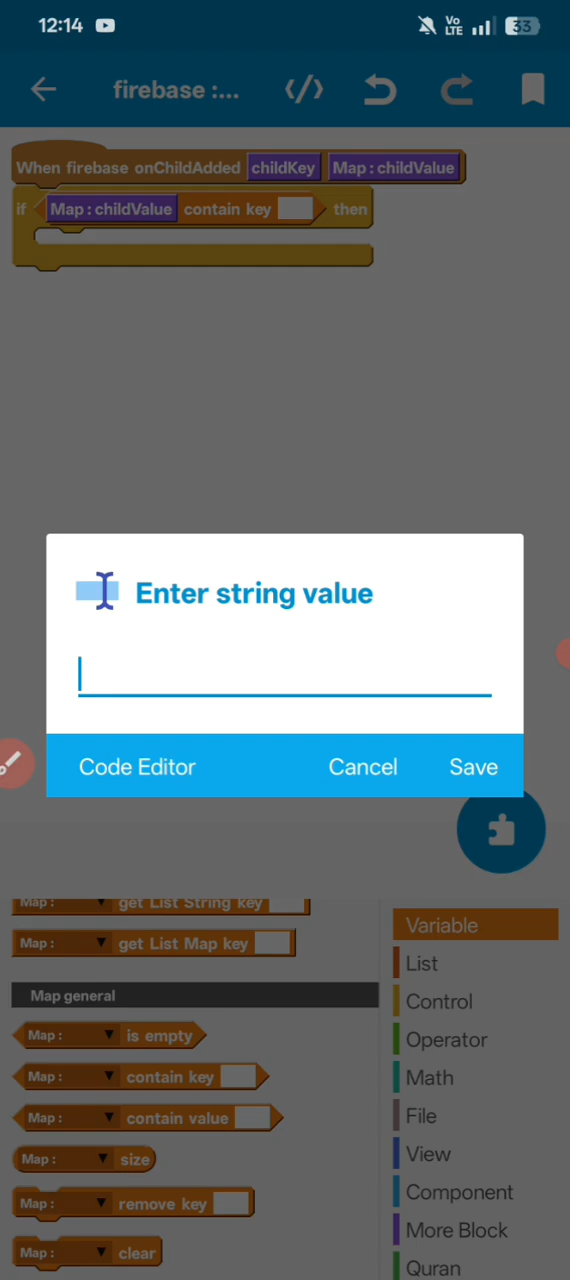 12:14 Vo LTE 33
firebase :...
When firebase onChildAdded childKey Map : childValue
if Map : childValue contain key then
Enter string value
Code Editor Cancel Save
Map : get List String key
Map : get List Map key
Map general
Map : is empty
Map : contain key
Map : contain value
Map : size
Map : remove key
Map : clear
Variable
List
Control
Operator
Math
File
View
Component
More Block
Quran